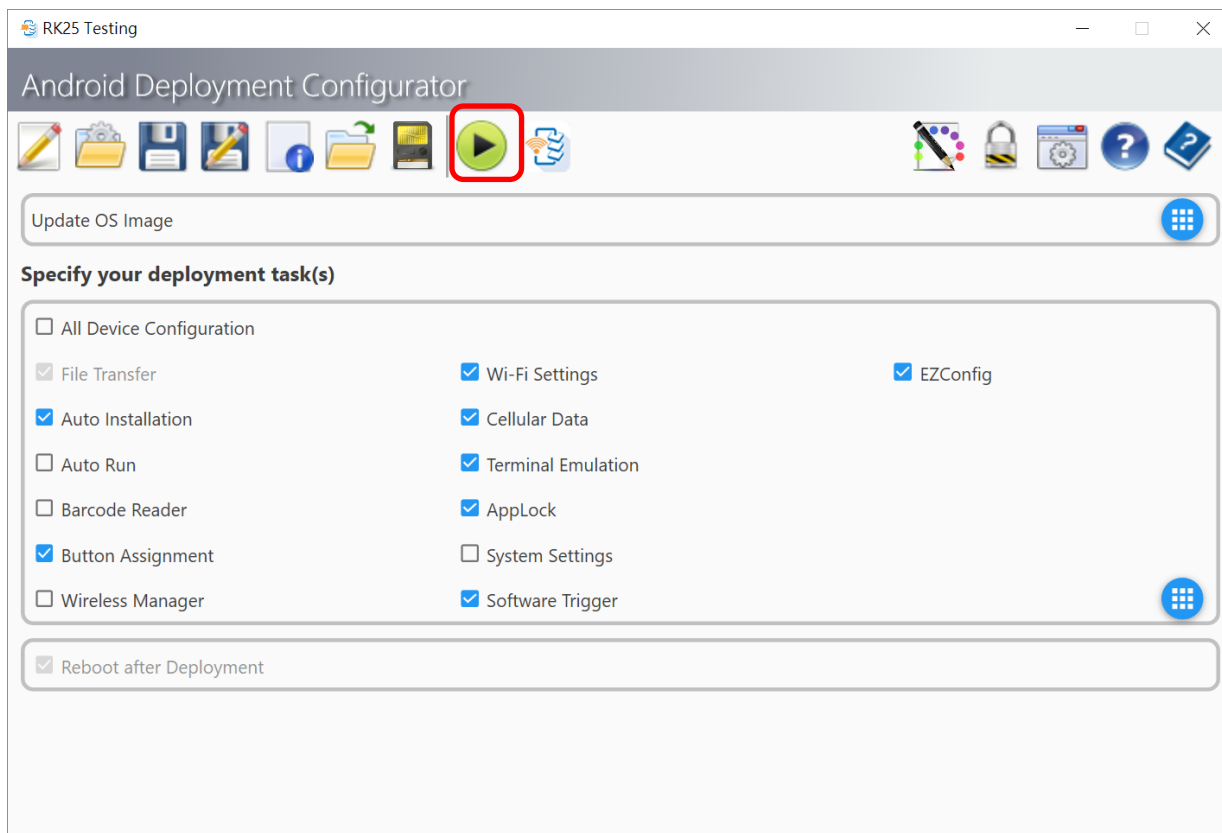 RK25 Testing
Android Deployment Configurator
Update OS Image
Specify your deployment task(s)
All Device Configuration
File Transfer
Wi-Fi Settings
EZConfig
Auto Installation
Cellular Data
Auto Run
Terminal Emulation
Barcode Reader
AppLock
Button Assignment
System Settings
Wireless Manager
Software Trigger
Reboot after Deployment